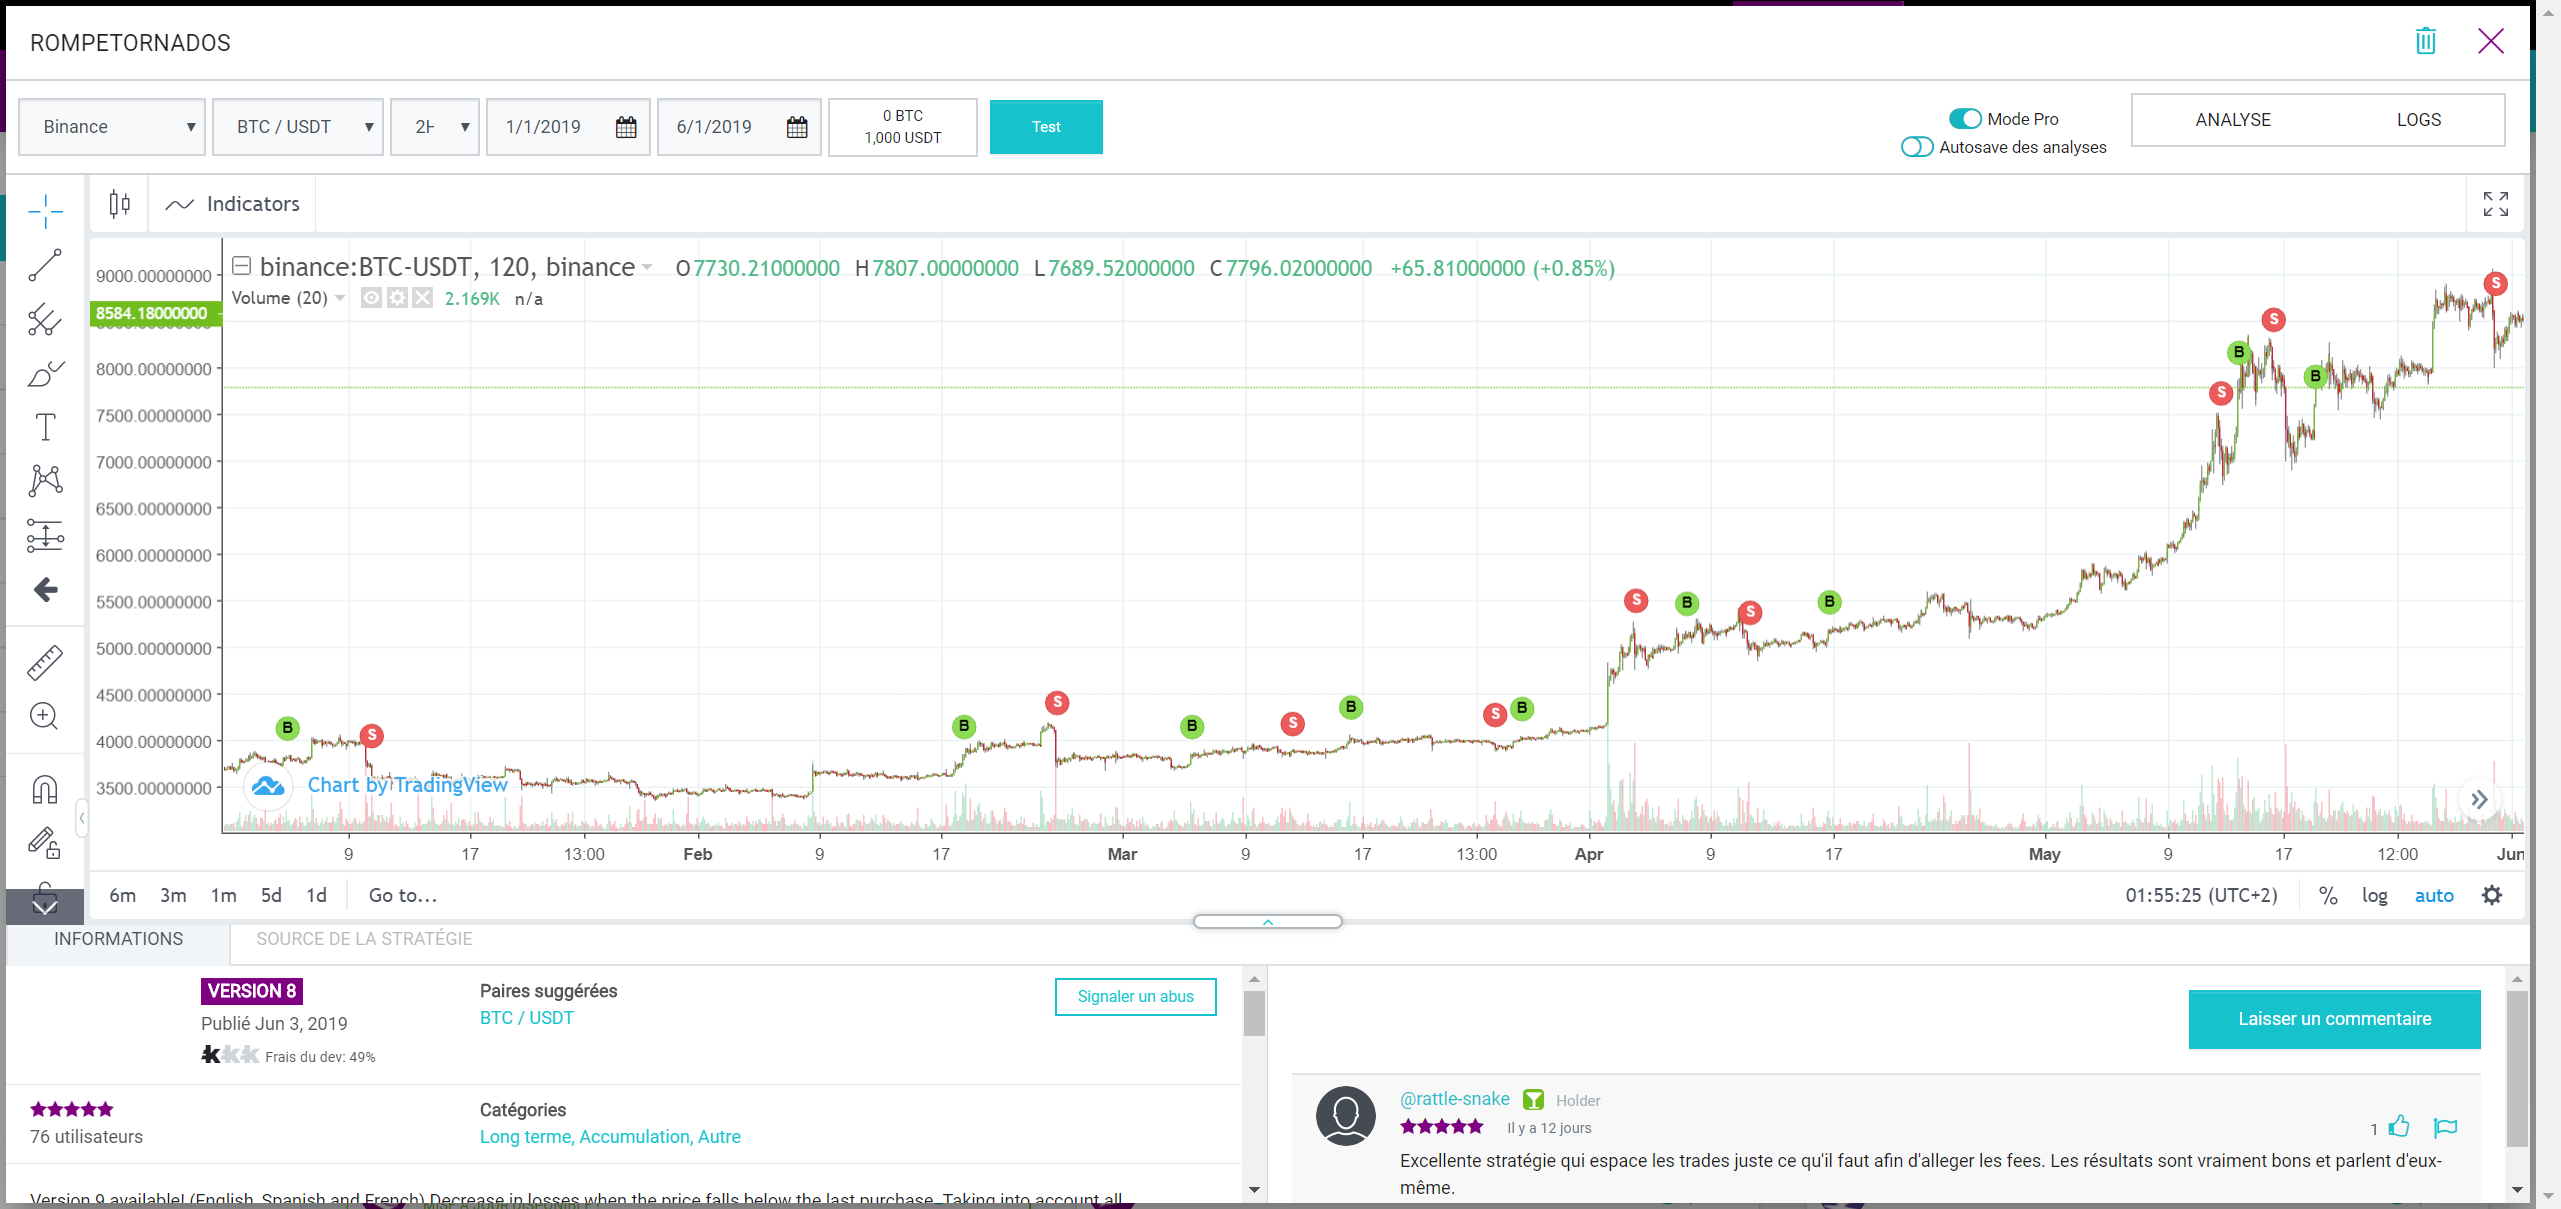 ROMPETORNADOS
Binance
BTC / USDT
2H
1/1/2019
6/1/2019
0 BTC
1,000 USDT
Test
Mode Pro
Autosave des analyses
ANALYSE
LOGS
Indicators
binance:BTC-USDT, 120, binance O7730.21000000 H7807.00000000 L7689.52000000 C7796.02000000 +65.81000000 (+0.85%)
Volume (20) 2.169K n/a
9000.00000000
8584.18000000
8000.00000000
7500.00000000
7000.00000000
6500.00000000
6000.00000000
5500.00000000
5000.00000000
4500.00000000
4000.00000000
3500.00000000
B S B S B S B S B S B S B S B S B S
Chart by TradingView
9 17 13:00 Feb 9 17 Mar 9 17 13:00 Apr 9 17 May 9 17 12:00 Jun
6m 3m 1m 5d 1d Go to...
01:55:25 (UTC+2) % log auto
INFORMATIONS
SOURCE DE LA STRATÉGIE
VERSION 8
Publié Jun 3, 2019
Frais du dev: 49%
Paires suggérées
BTC / USDT
Signaler un abus
76 utilisateurs
Catégories
Long terme, Accumulation, Autre
Version 9 available! (English, Spanish and French) Decrease in losses when the price falls below the last purchase. Taking into account all
Laisser un commentaire
@rattle-snake Holder
Il y a 12 jours
1
Excellente stratégie qui espace les trades juste ce qu'il faut afin d'alleger les fees. Les résultats sont vraiment bons et parlent d'eux-
même.